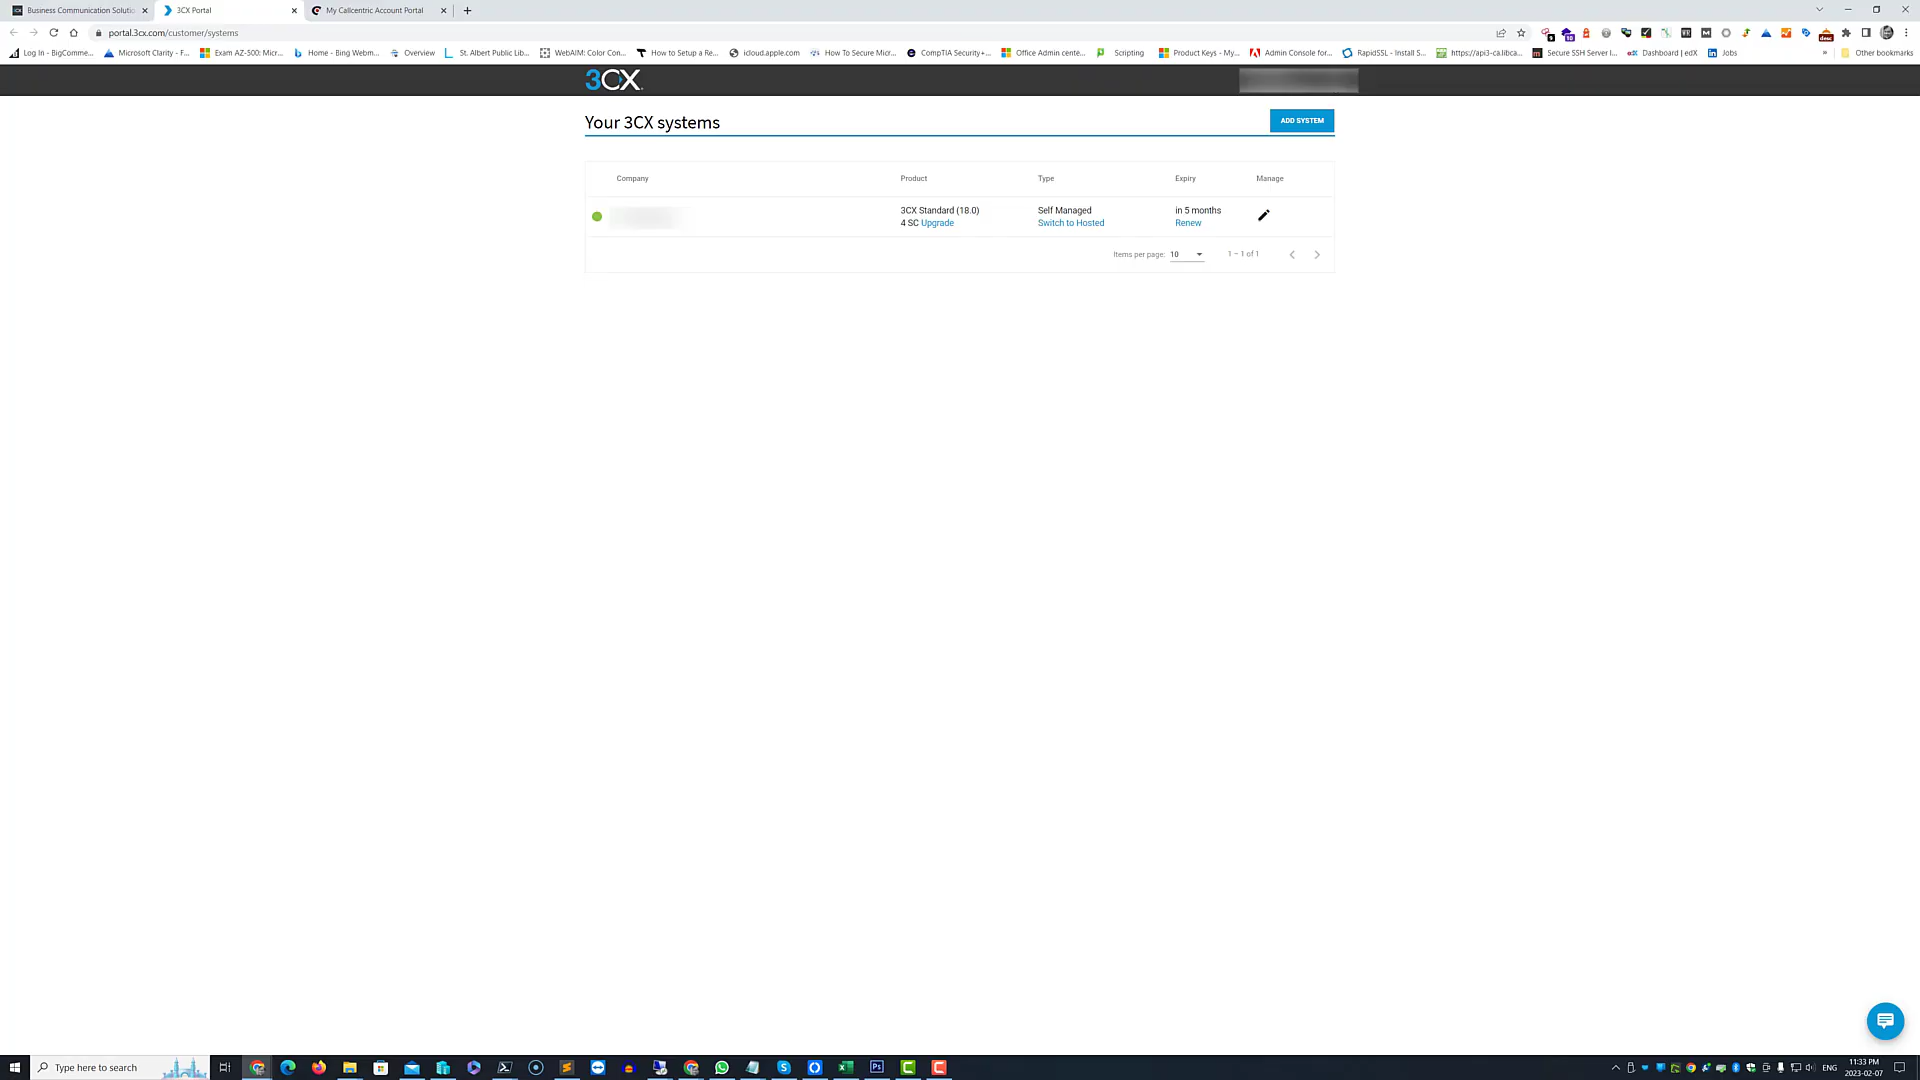 Business Communication Solutio
3CX Portal
My Callcentric Account Portal
portal.3cx.com/customer/systems
Log In - BigComme...
Microsoft Clarity - F...
Exam AZ-500: Micr...
Home - Bing Webm...
Overview
St. Albert Public Lib...
WebAIM: Color Con...
How to Setup a Re...
icloud.apple.com
How To Secure Micr...
CompTIA Security+...
Office Admin cente...
Scripting
Product Keys - My...
Admin Console for...
RapidSSL - Install S...
https://api3-ca.libca...
Secure SSH Server I...
Dashboard | edX
Jobs
»
Other bookmarks
3CX
Your 3CX systems
ADD SYSTEM
Company
Product
Type
Expiry
Manage
3CX Standard (18.0)
4 SC Upgrade
Self Managed
Switch to Hosted
in 5 months
Renew
Items per page:
10
1 – 1 of 1
Type here to search
ENG
11:33 PM
2023-02-07